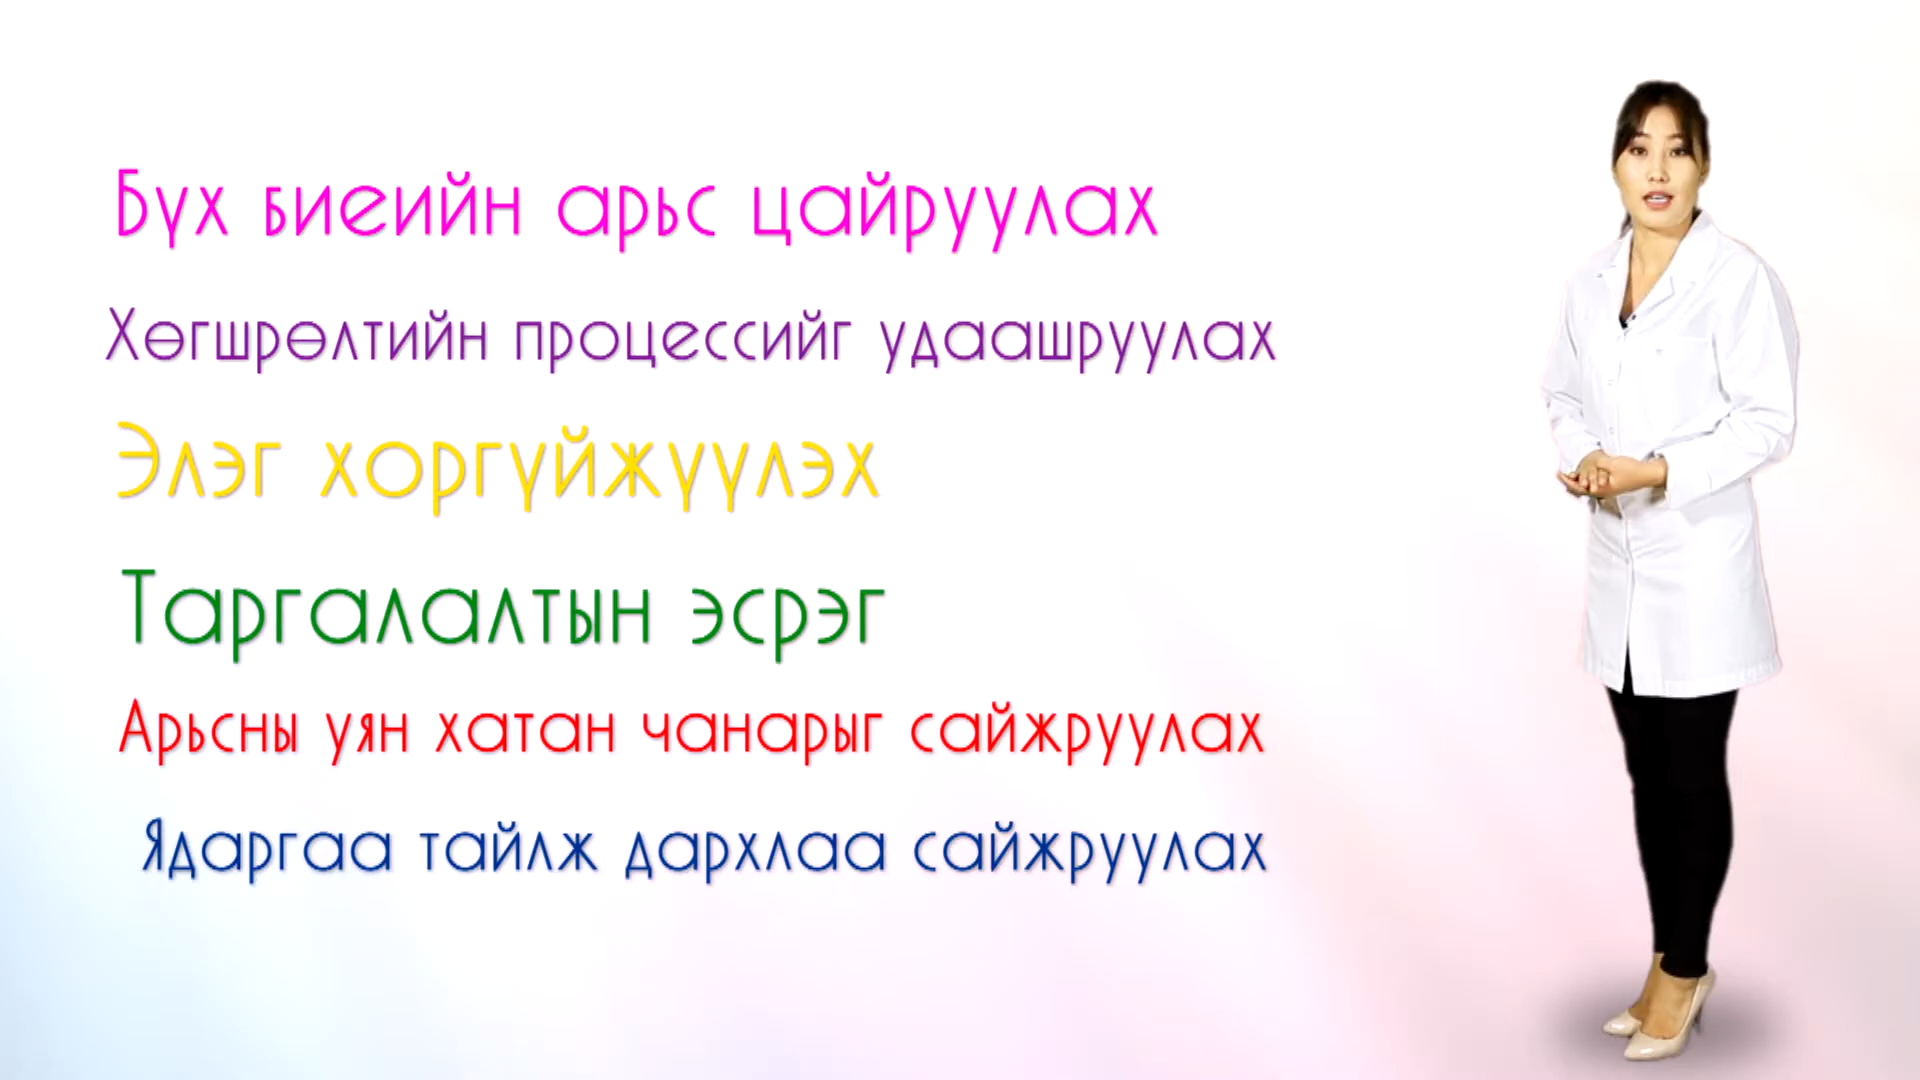 Бүх биеийн арьс цайруулах
Хөгшрөлтийн процессийг удаашруулах
Элэг хоргүйжүүлэх
Таргалалтын эсрэг
Арьсны уян хатан чанарыг сайжруулах
Ядаргаа тайлж дархлаа сайжруулах